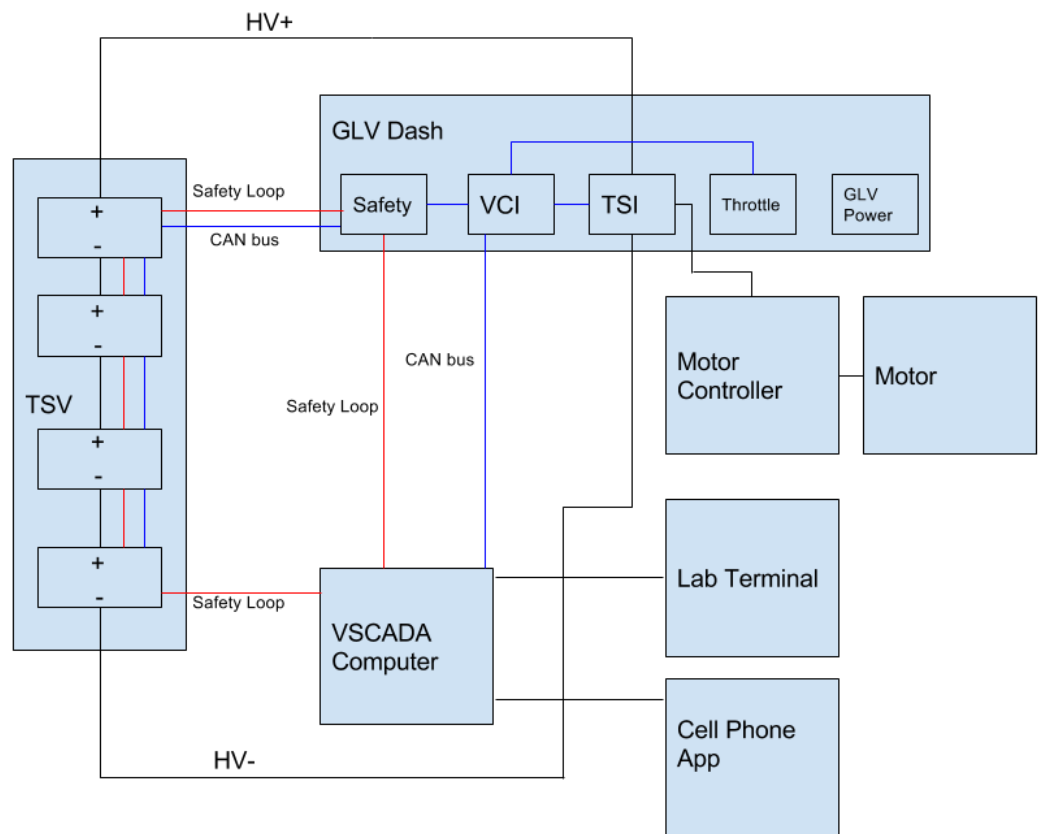 HV+
GLV Dash
Safety Loop
Safety
VCI
TSI
Throttle
GLV
Power
CAN bus
+
-
+
-
TSV
+
-
+
-
CAN bus
Safety Loop
Motor
Controller
Motor
Safety Loop
VSCADA
Computer
Lab Terminal
Cell Phone
App
HV-